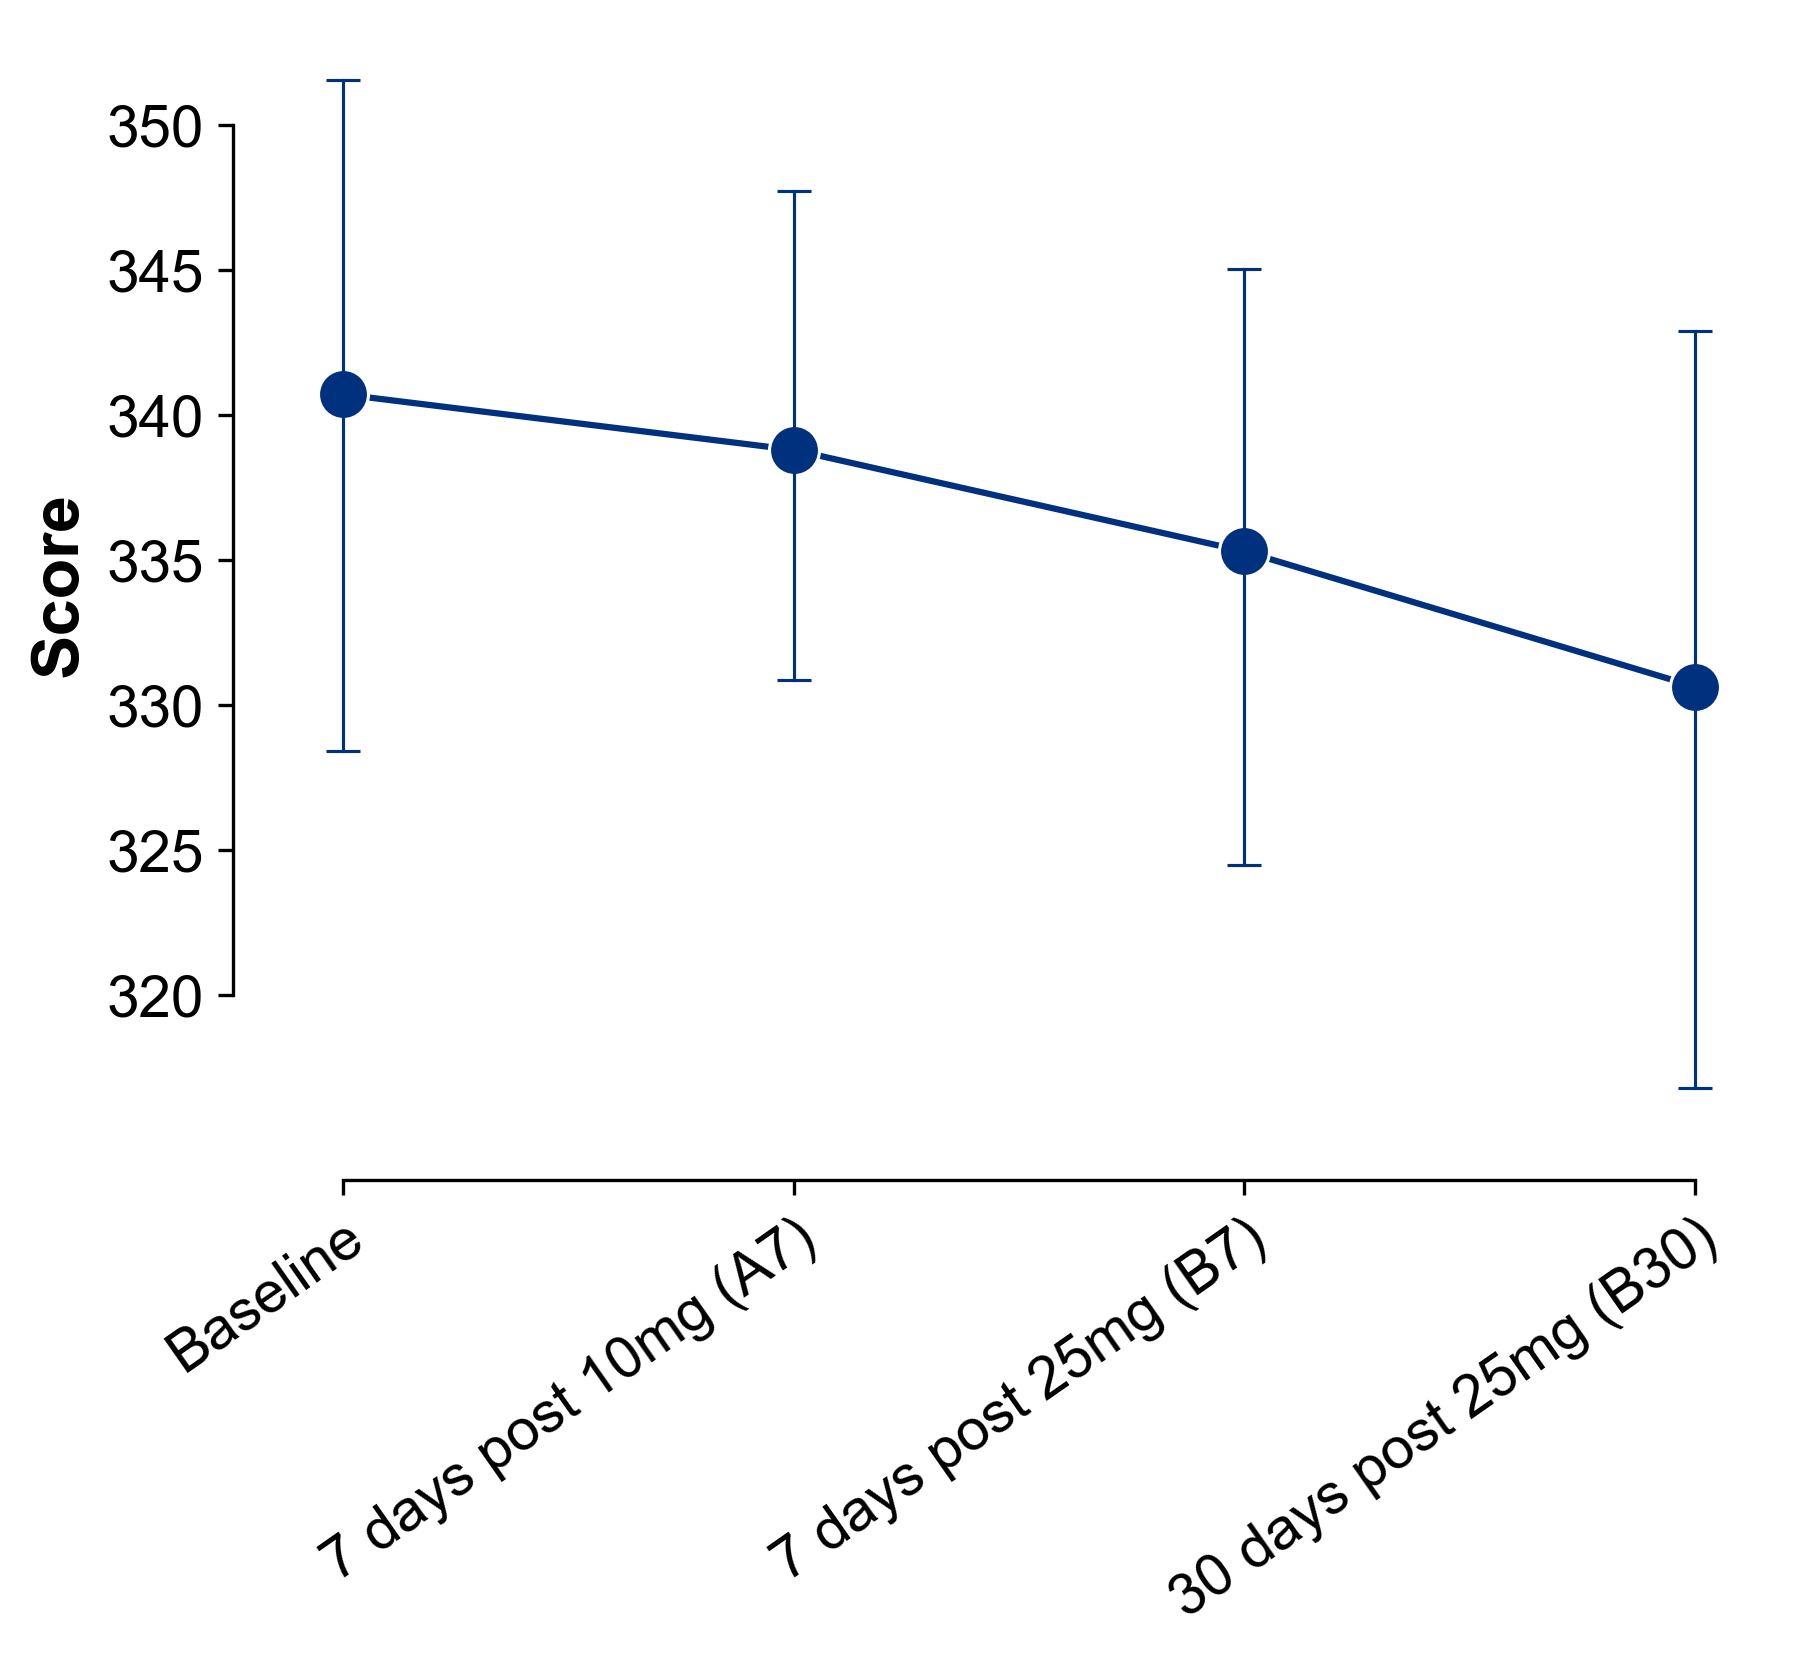 350
345
340
335
330
325
320
Score
Baseline
7 days post 10mg (A7)
7 days post 25mg (B7)
30 days post 25mg (B30)